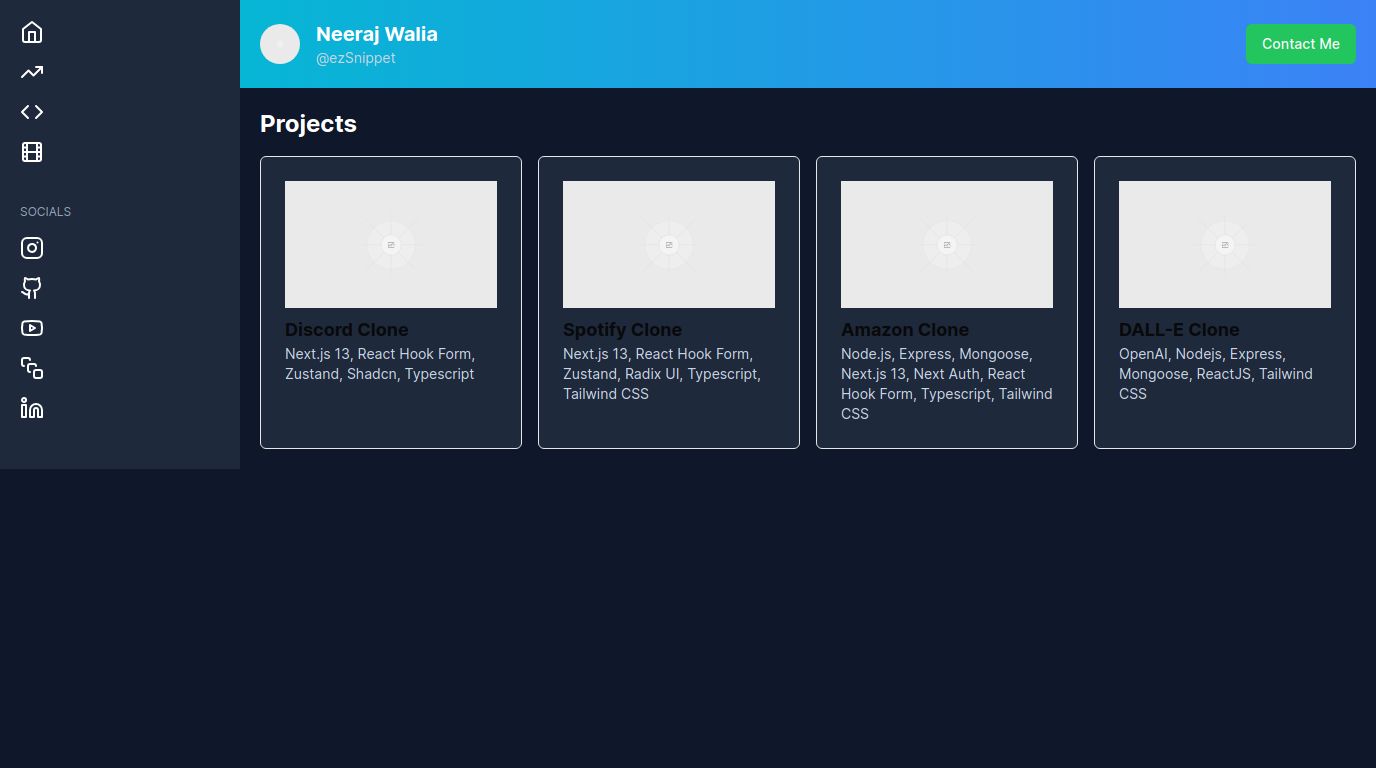 Neeraj Walia
@ezSnippet
Contact Me
SOCIALS
Projects
Discord Clone
Next.js 13, React Hook Form,
Zustand, Shadcn, Typescript
Spotify Clone
Next.js 13, React Hook Form,
Zustand, Radix UI, Typescript,
Tailwind CSS
Amazon Clone
Node.js, Express, Mongoose,
Next.js 13, Next Auth, React
Hook Form, Typescript, Tailwind
CSS
DALL-E Clone
OpenAI, Nodejs, Express,
Mongoose, ReactJS, Tailwind
CSS